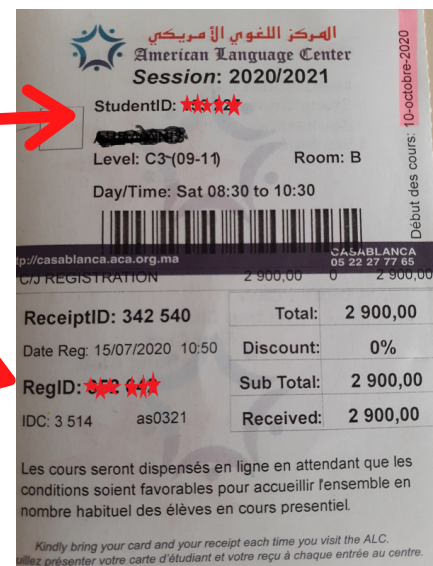 المركز اللغوي الأمريكي
American Language Center
Session: 2020/2021
StudentID:
Level: C3 (09-11) Room: B
Day/Time: Sat 08:30 to 10:30
Début des cours: 10-octobre-2020
tp://casablanca.aca.org.ma
CASABLANCA
05 22 27 77 65
C/J REGISTRATION 2 900,00 0 2 900,00
ReceiptID: 342 540
Total: 2 900,00
Date Reg: 15/07/2020 10:50
Discount: 0%
RegID:
Sub Total: 2 900,00
IDC: 3 514 as0321
Received: 2 900,00
Les cours seront dispensés en ligne en attendant que les
conditions soient favorables pour accueillir l'ensemble en
nombre habituel des élèves en cours presentiel.
Kindly bring your card and your receipt each time you visit the ALC.
uillez présenter votre carte d'étudiant et votre reçu à chaque entrée au centre.